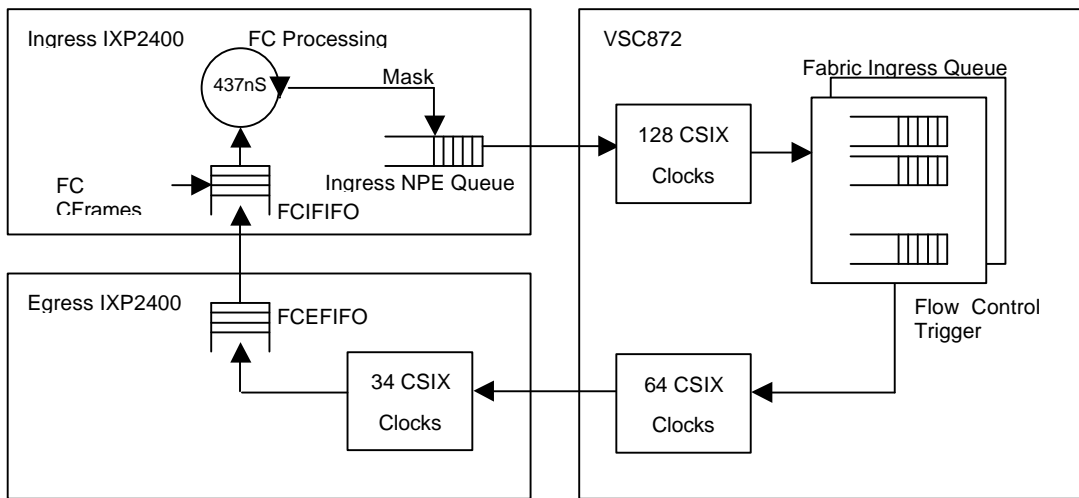 Ingress IXP2400
FC Processing
437nS
Mask
FC
CFrames
FCIFIFO
Ingress NPE Queue
VSC872
Fabric Ingress Queue
128 CSIX
Clocks
Flow Control
Trigger
Egress IXP2400
FCEFIFO
34 CSIX
Clocks
64 CSIX
Clocks